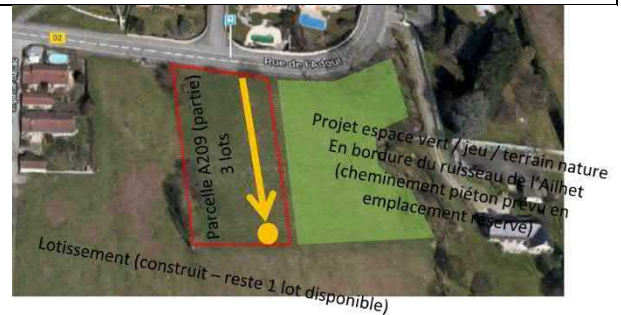 D2
Rue de l'Adour
Parcelle A209 (partie)
3 lots
Projet espace vert / jeu / terrain nature
En bordure du ruisseau de l'Ailhet
(cheminement piéton prévu en
emplacement réservé)
Lotissement (construit – reste 1 lot disponible)